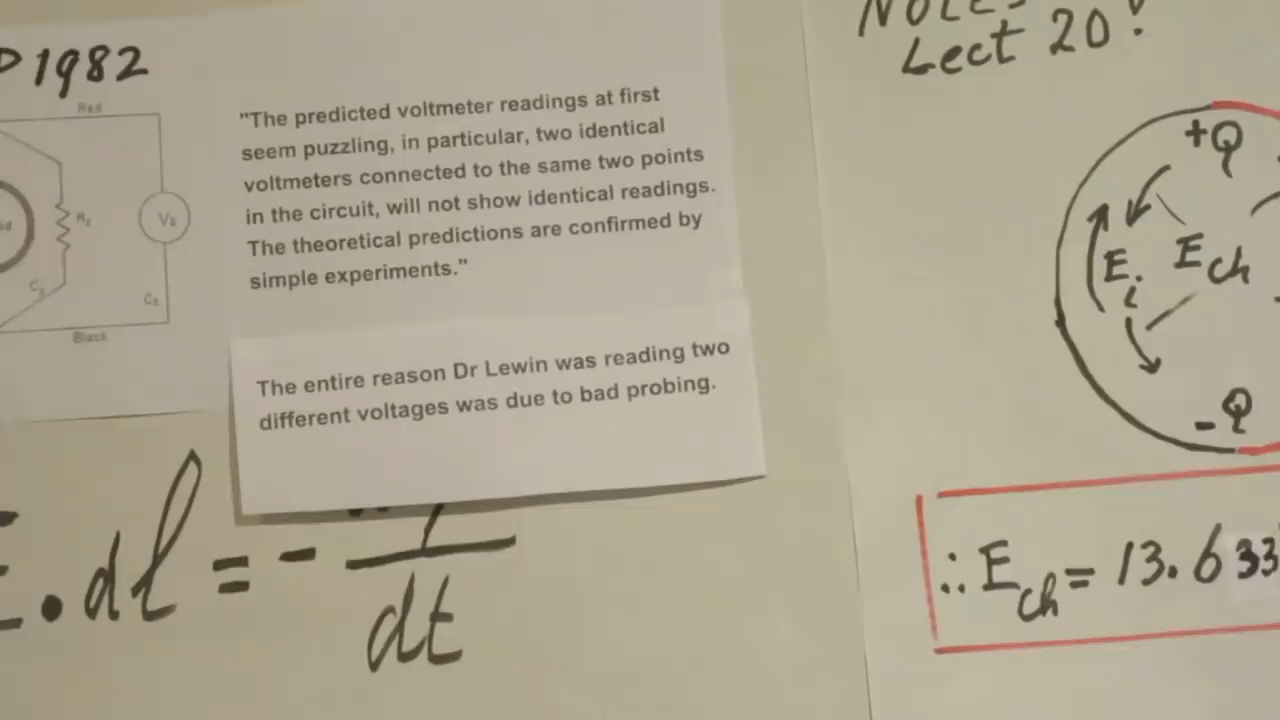 1982
Red
"The predicted voltmeter readings at first
seem puzzling, in particular, two identical
voltmeters connected to the same two points
in the circuit, will not show identical readings.
The theoretical predictions are confirmed by
simple experiments."
V2
C2
Black
The entire reason Dr Lewin was reading two
different voltages was due to bad probing.
E.dl = -
dt
Lect 20!
+Q
Ei Ech
-Q
∴Ech = 13.633